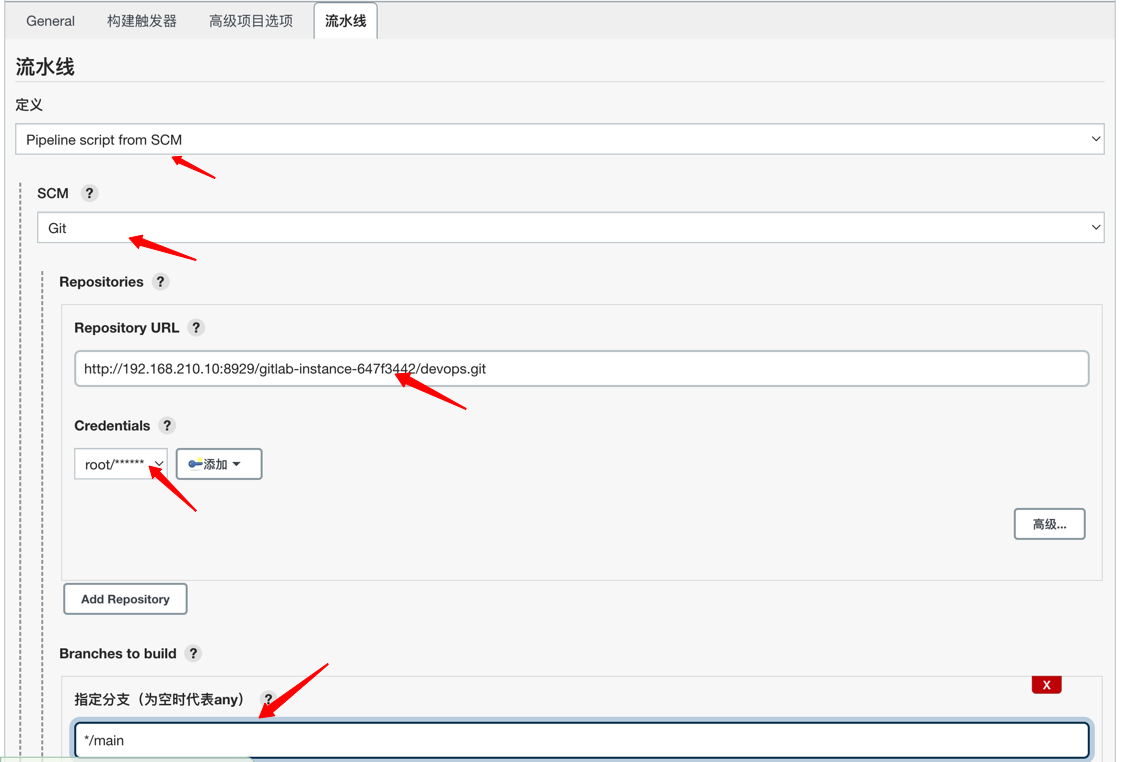 General 构建触发器 高级项目选项 流水线
流水线
定义
Pipeline script from SCM
SCM ?
Git
Repositories ?
Repository URL ?
http://192.168.210.10:8929/gitlab-instance-647f3442/devops.git
Credentials ?
root/****** 添加
高级...
Add Repository
Branches to build ?
X
指定分支（为空时代表any） ?
*/main